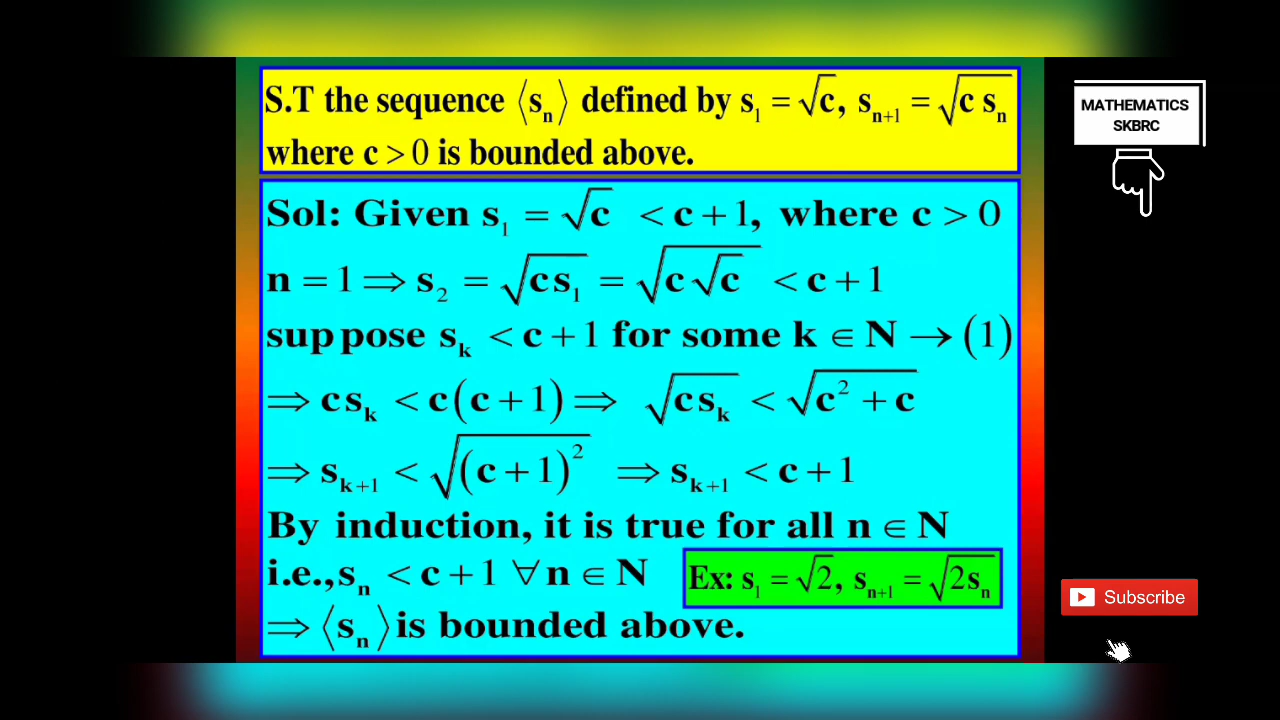 S.T the sequence ⟨sₙ⟩ defined by s₁ = √c, sₙ₊₁ = √(c sₙ)
where c > 0 is bounded above.
MATHEMATICS
SKBRC
Sol: Given s₁ = √c < c + 1, where c > 0
n = 1 ⇒ s₂ = √(cs₁) = √(c√c) < c + 1
suppose sₖ < c + 1 for some k ∈ N → (1)
⇒ csₖ < c(c + 1) ⇒ √(csₖ) < √(c² + c)
⇒ sₖ₊₁ < √((c + 1)²) ⇒ sₖ₊₁ < c + 1
By induction, it is true for all n ∈ N
i.e., sₙ < c + 1 ∀ n ∈ N
Ex: s₁ = √2, sₙ₊₁ = √(2sₙ)
⇒ ⟨sₙ⟩ is bounded above.
Subscribe